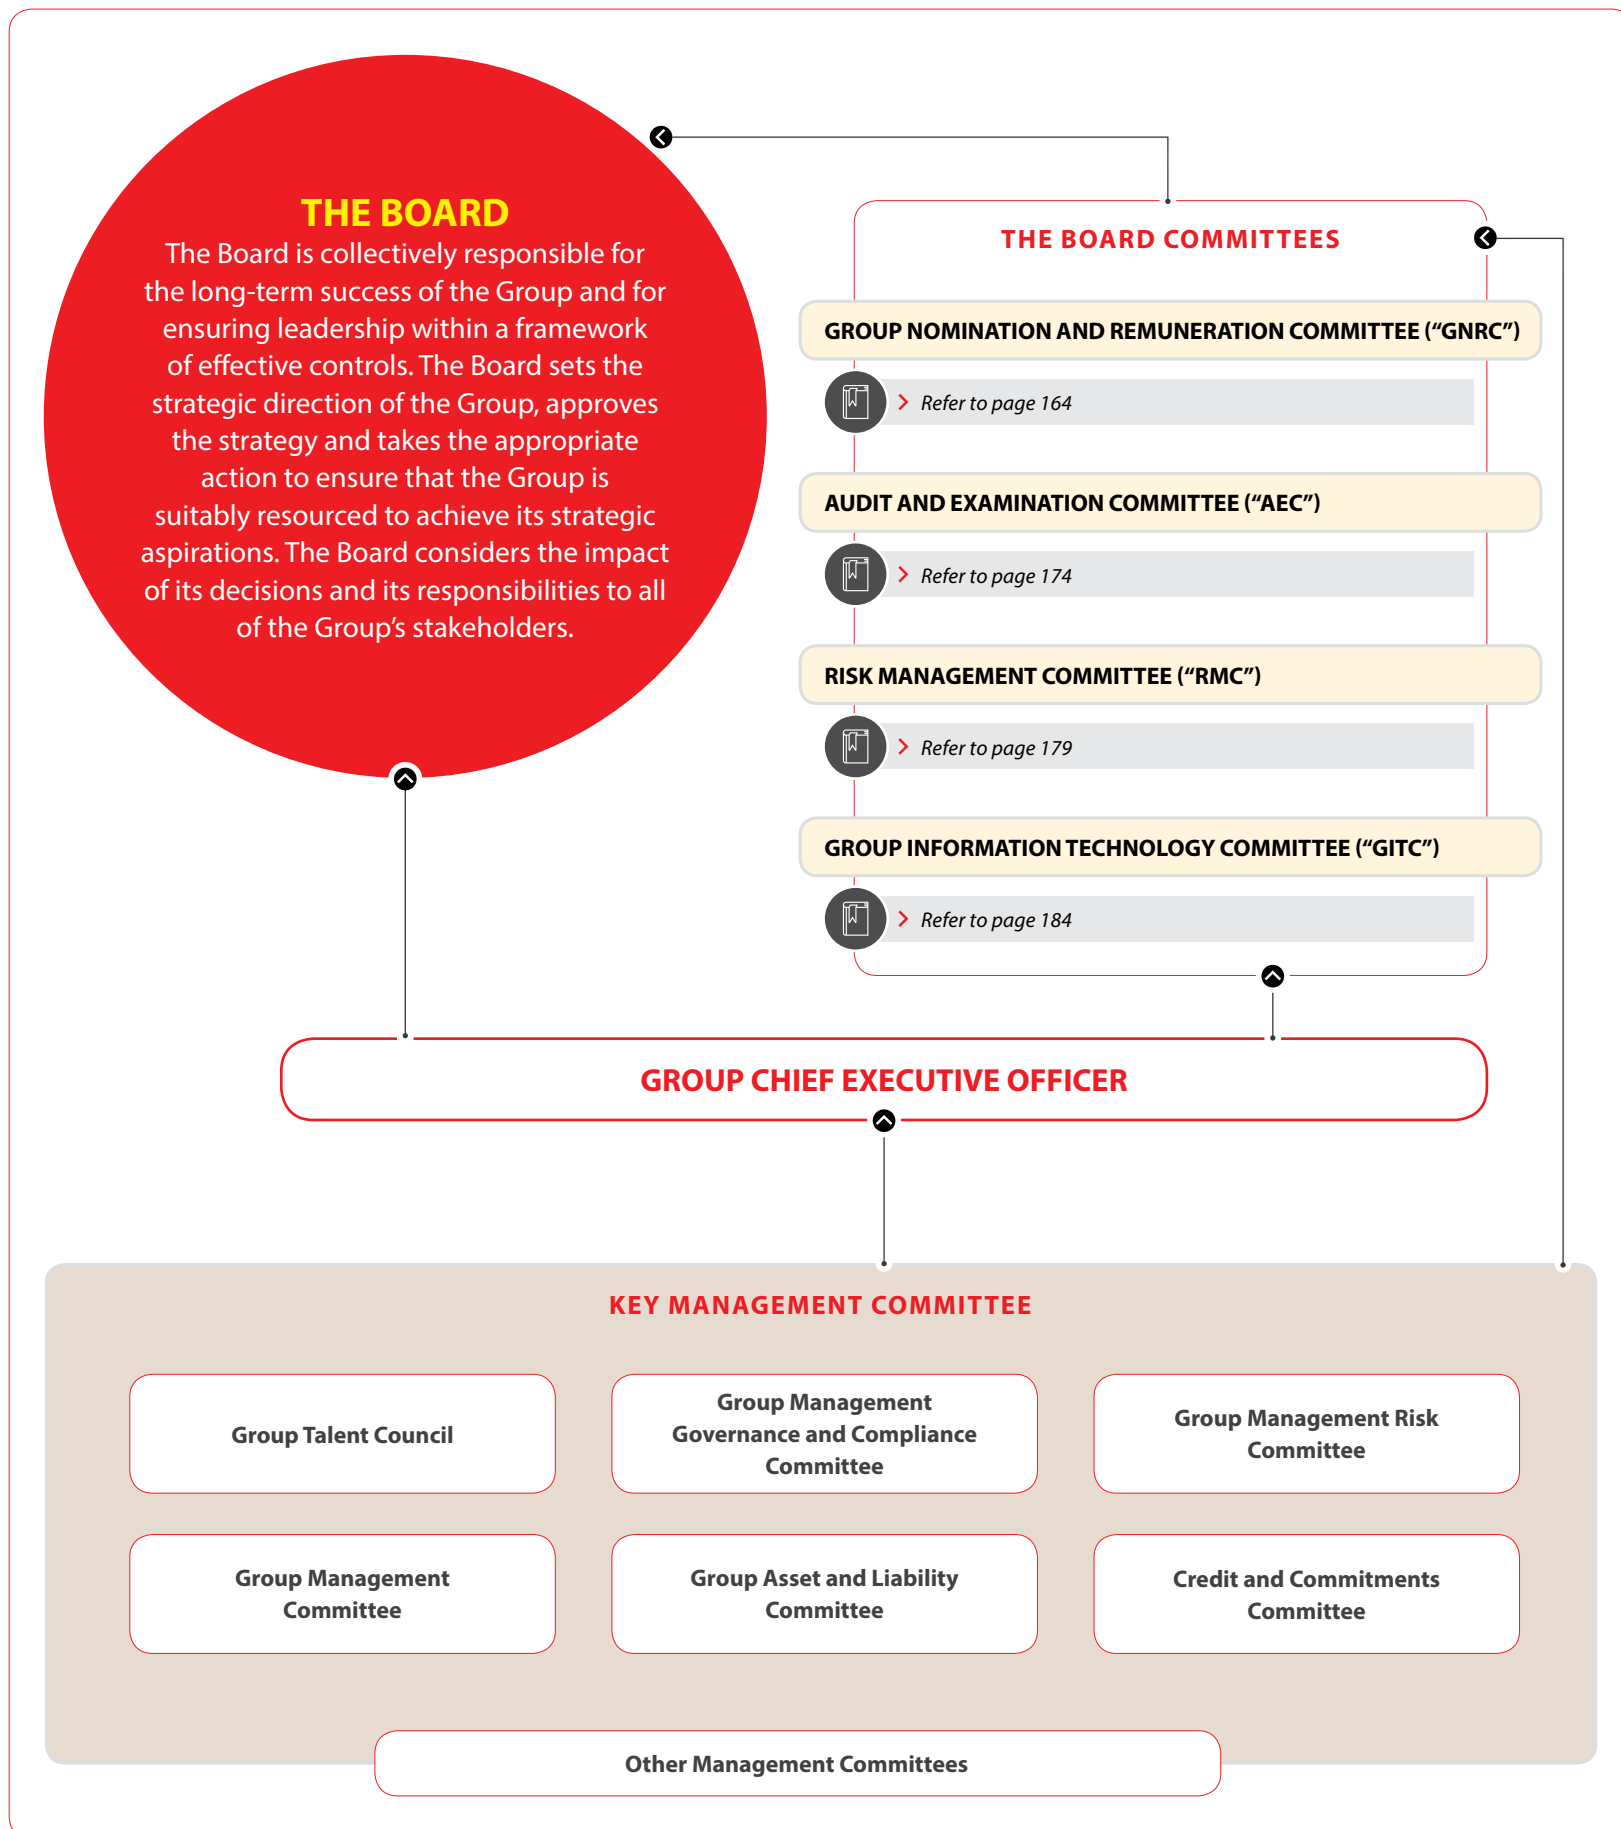 THE BOARD
The Board is collectively responsible for
the long-term success of the Group and for
ensuring leadership within a framework
of effective controls. The Board sets the
strategic direction of the Group, approves
the strategy and takes the appropriate
action to ensure that the Group is
suitably resourced to achieve its strategic
aspirations. The Board considers the impact
of its decisions and its responsibilities to all
of the Group’s stakeholders.
THE BOARD COMMITTEES
GROUP NOMINATION AND REMUNERATION COMMITTEE (“GNRC”)
Refer to page 164
AUDIT AND EXAMINATION COMMITTEE (“AEC”)
Refer to page 174
RISK MANAGEMENT COMMITTEE (“RMC”)
Refer to page 179
GROUP INFORMATION TECHNOLOGY COMMITTEE (“GITC”)
Refer to page 184
GROUP CHIEF EXECUTIVE OFFICER
KEY MANAGEMENT COMMITTEE
Group Talent Council
Group Management
Governance and Compliance
Committee
Group Management Risk
Committee
Group Management
Committee
Group Asset and Liability
Committee
Credit and Commitments
Committee
Other Management Committees